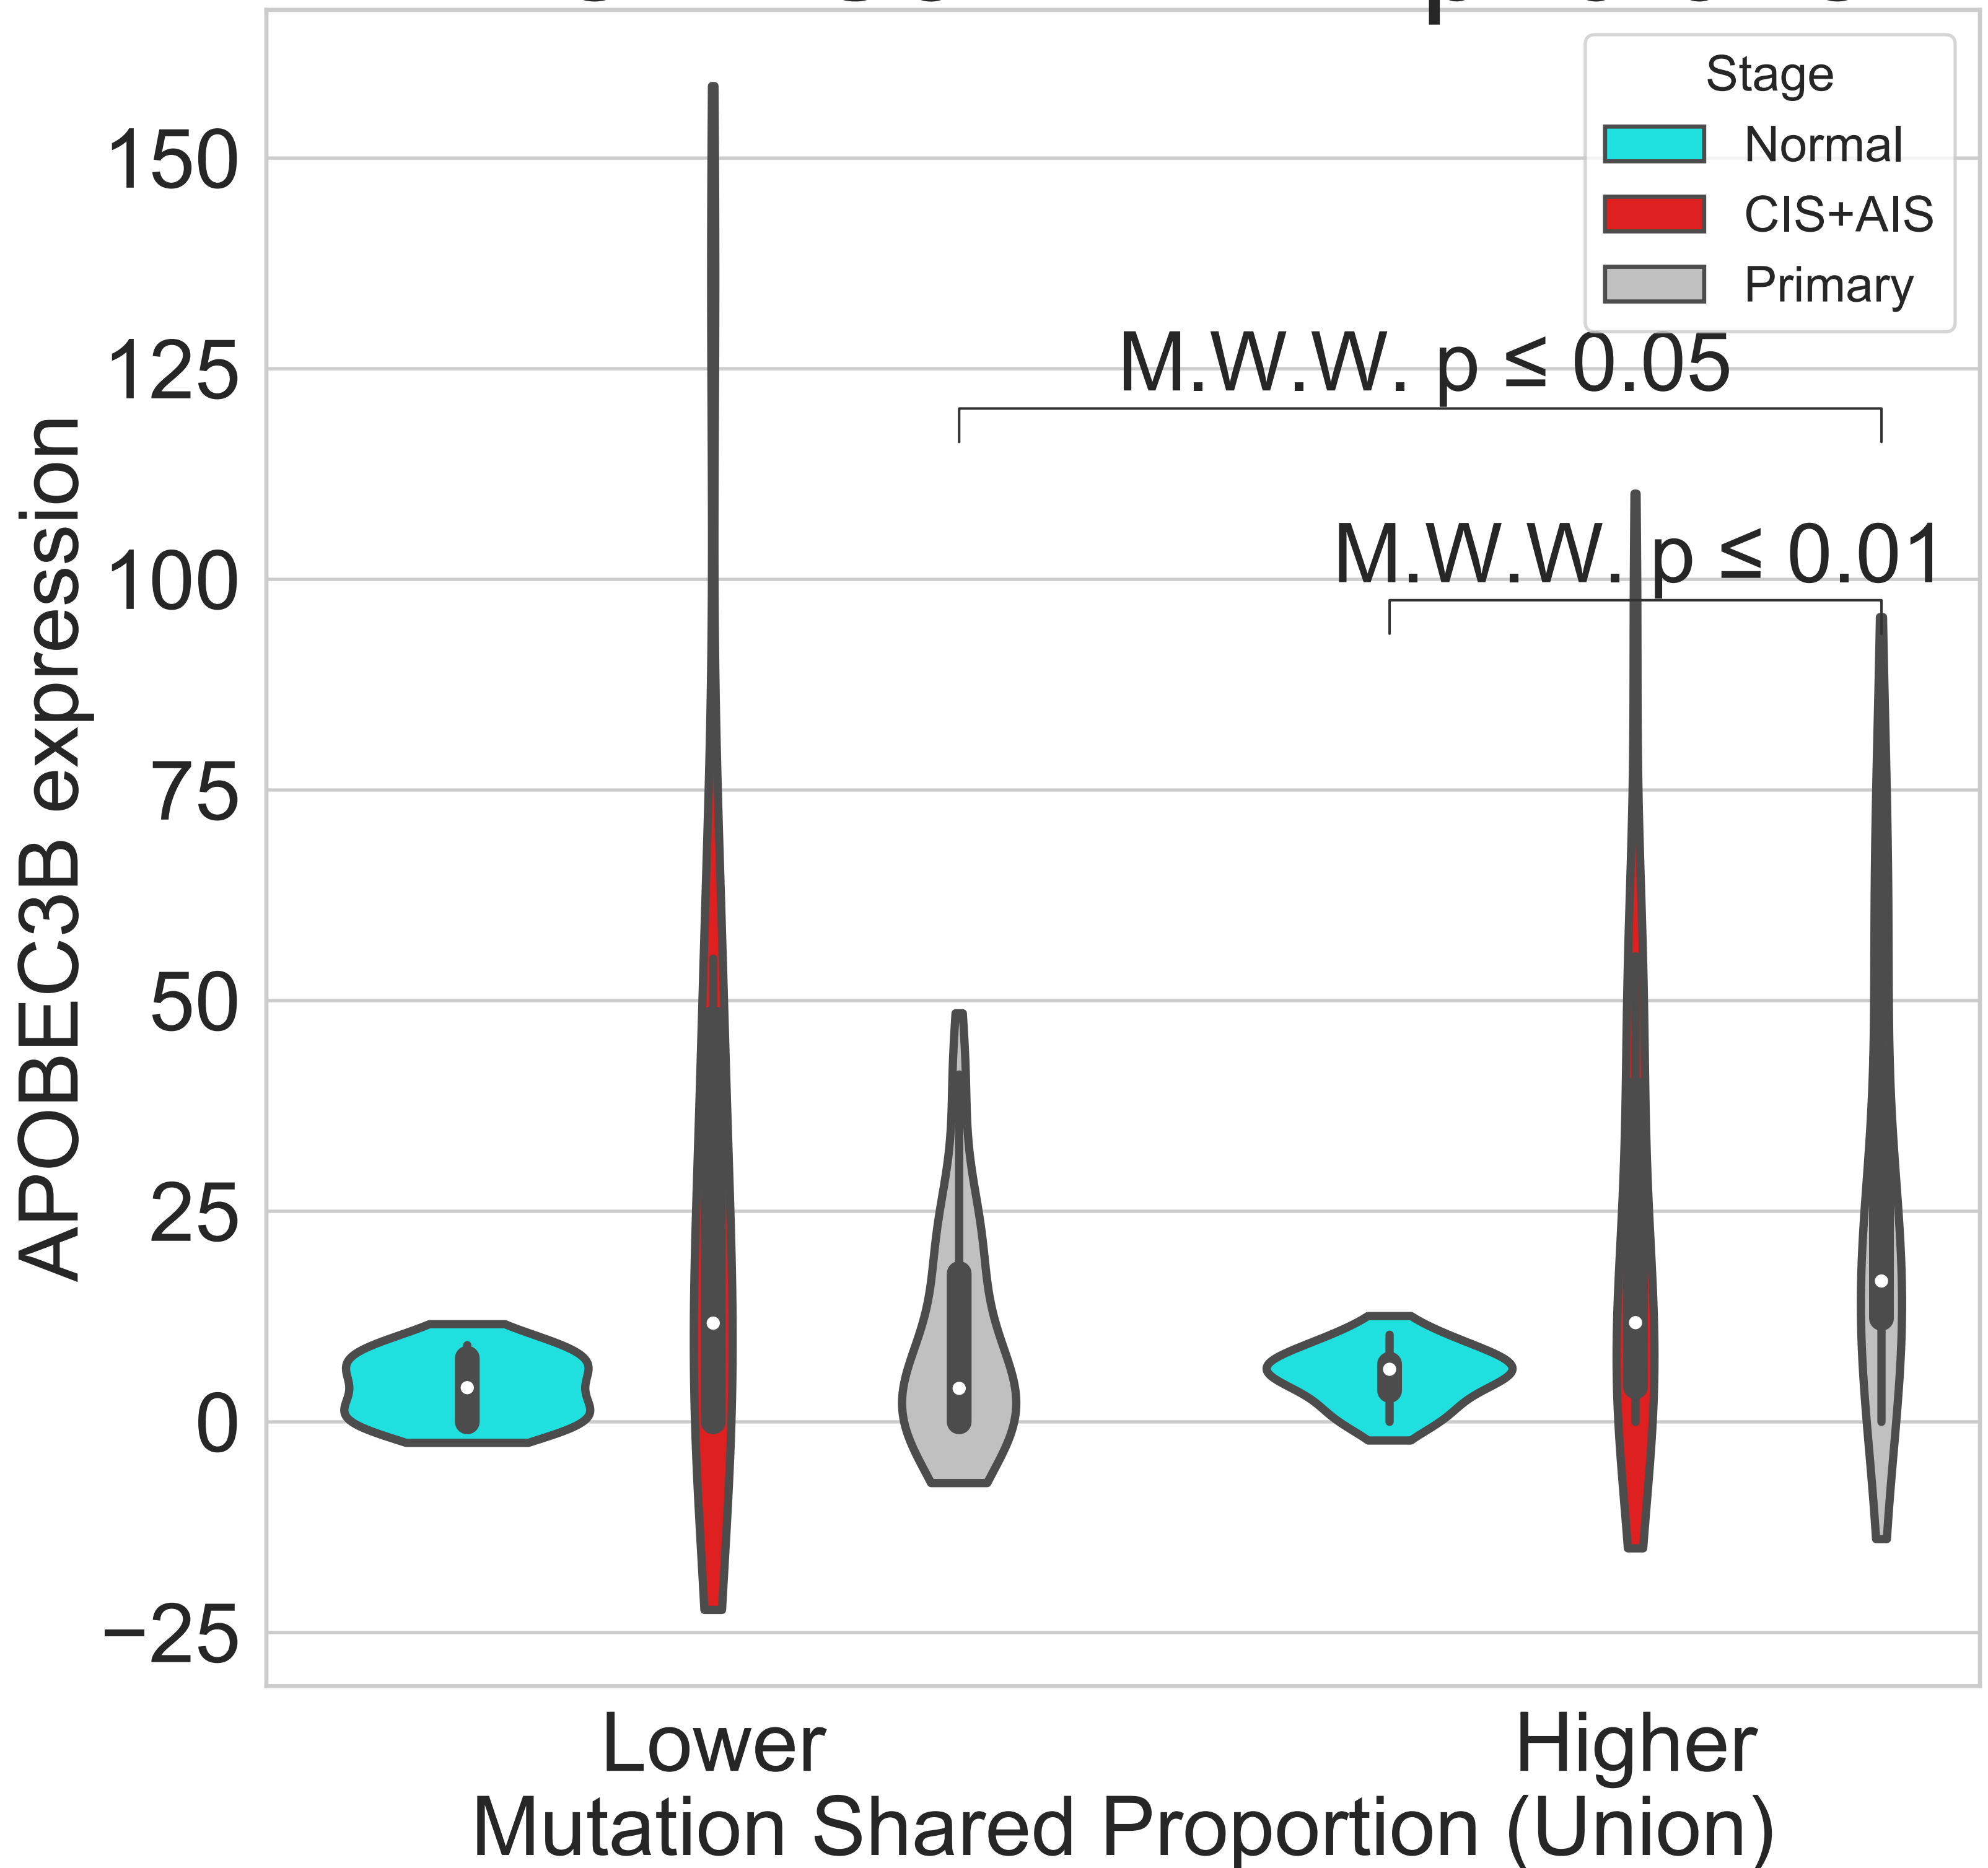 Stage
Normal
CIS+AIS
Primary
M.W.W. p ≤ 0.05
M.W.W. p ≤ 0.01
APOBEC3B expression
150
125
100
75
50
25
0
−25
Lower
Higher
Mutation Shared Proportion (Union)